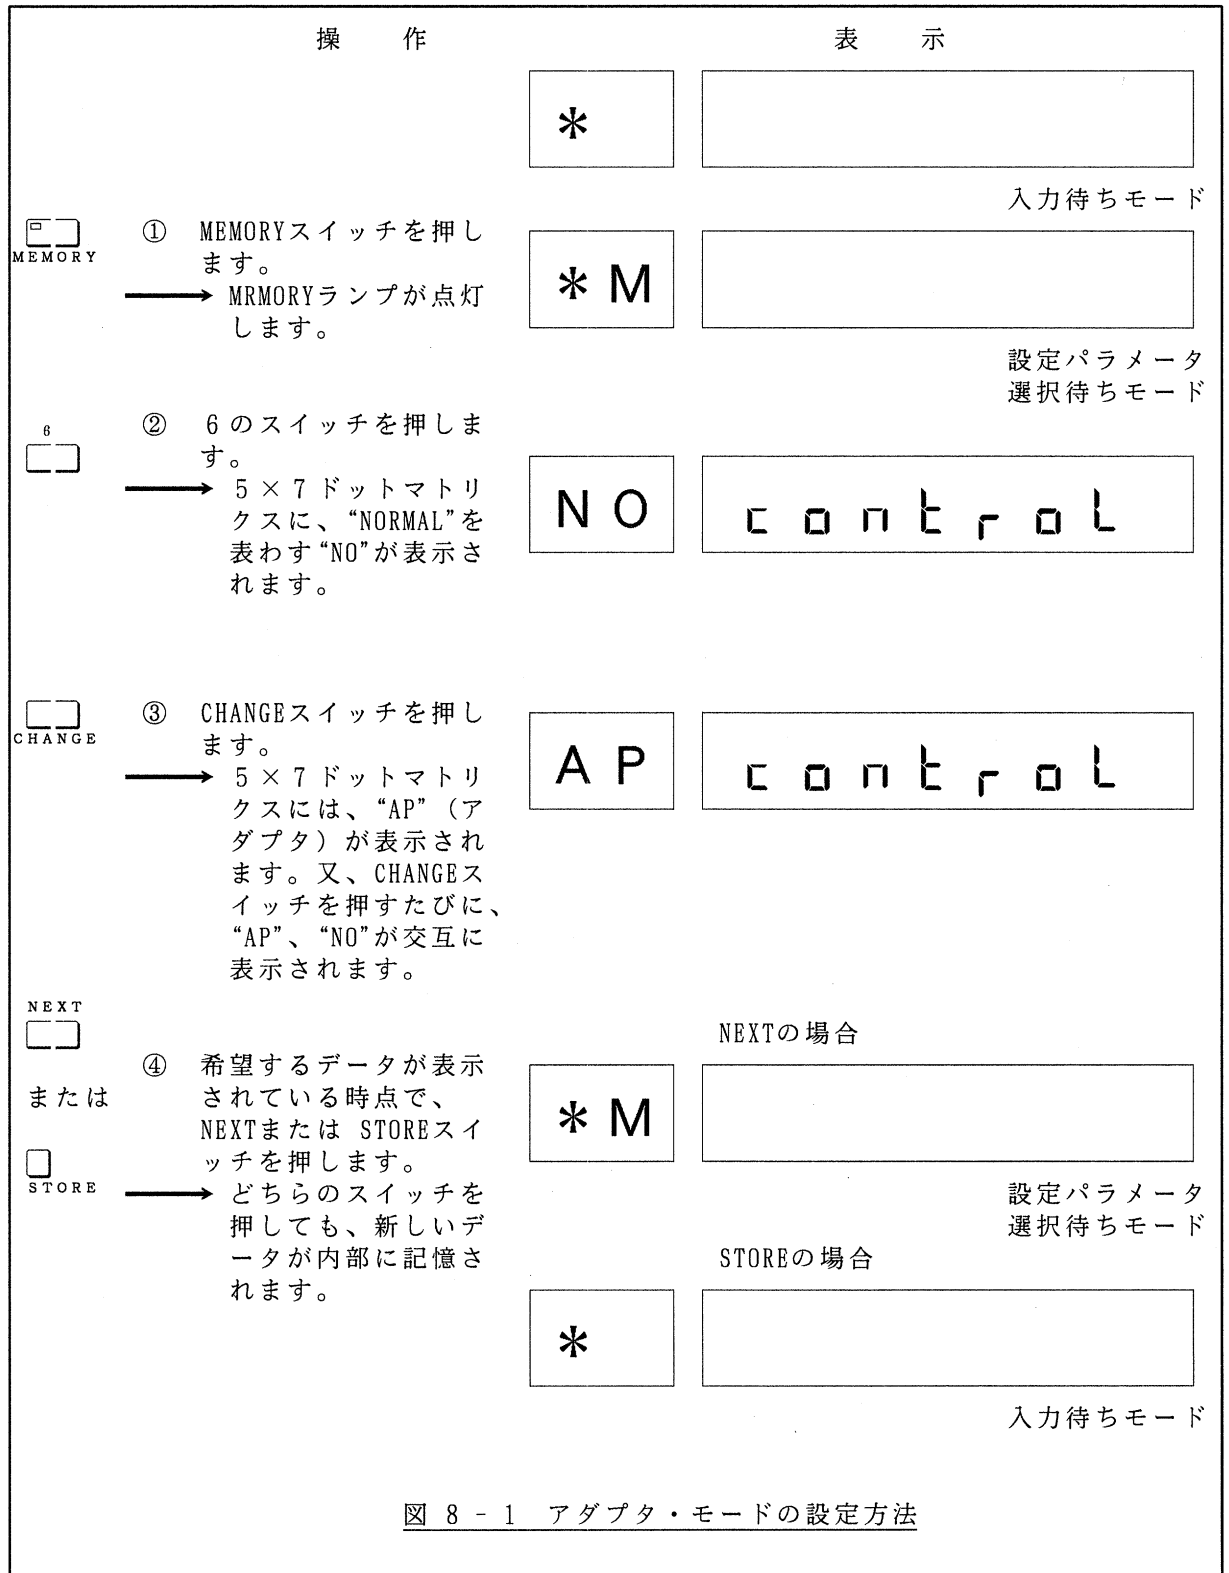 操　作
表　示
*
入力待ちモード
MEMORY
① MEMORYスイッチを押し
ます。
→ MRMORYランプが点灯
します。
*M
設定パラメータ
選択待ちモード
6
② 6のスイッチを押しま
す。
→ 5×7ドットマトリ
クスに、“NORMAL”を
表わす“NO”が表示さ
れます。
NO
control
CHANGE
③ CHANGEスイッチを押し
ます。
→ 5×7ドットマトリ
クスには、“AP”（ア
ダプタ）が表示され
ます。又、CHANGEス
イッチを押すたびに、
“AP”、“NO”が交互に
表示されます。
AP
control
NEXT
または
STORE
④ 希望するデータが表示
されている時点で、
NEXTまたは STOREスイ
ッチを押します。
→ どちらのスイッチを
押しても、新しいデ
ータが内部に記憶さ
れます。
NEXTの場合
*M
設定パラメータ
選択待ちモード
STOREの場合
*
入力待ちモード
図 8-1 アダプタ・モードの設定方法